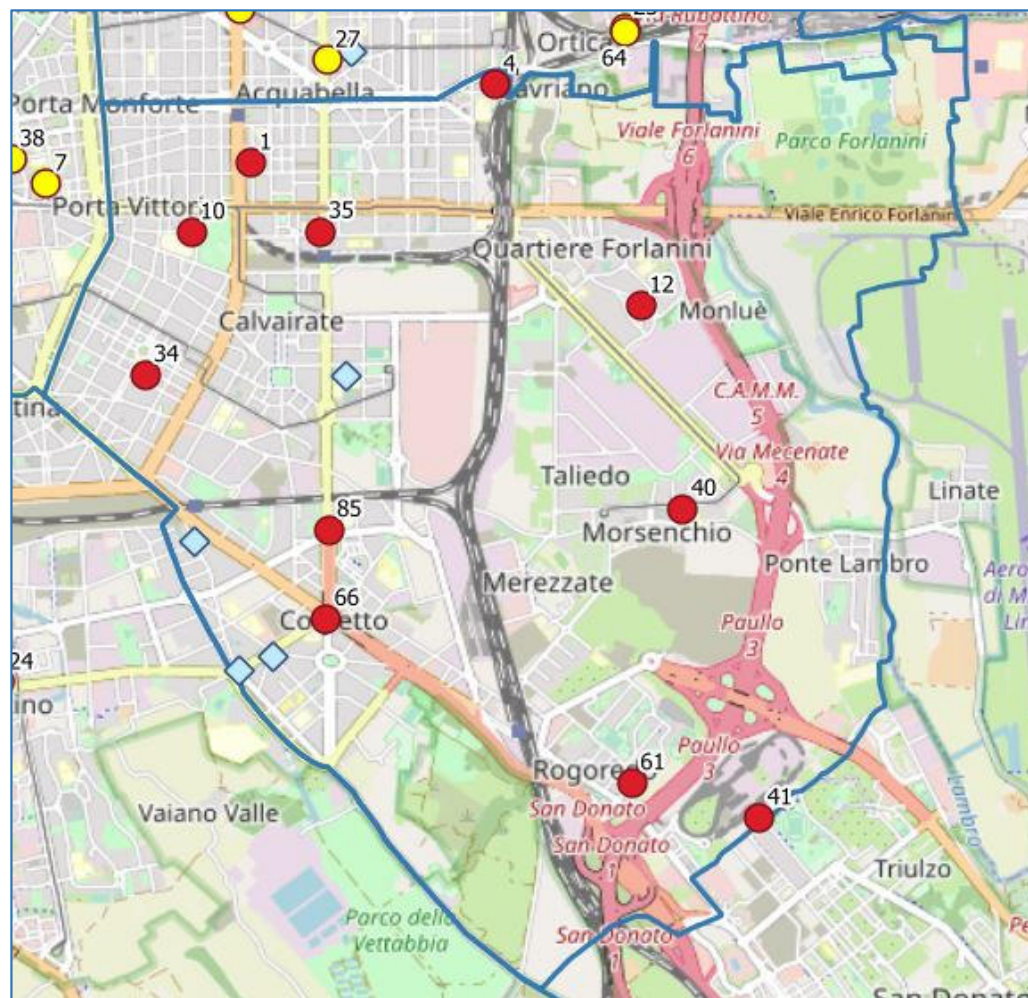 27
Ortica
64
7
4,
Acquabella
Porta Monforte
38
7
1
Viale Forlanini
6
Parco Forlanini
10
35
Viale Enrico Forlanini
Quartiere Forlanini
12
Monluè
Calvairate
34
C.A.M.M.
5
Via Mecenate
4
Taliedo
40
Linate
Morsenchio
85
Ponte Lambro
Merezzate
66
Paullo
3
24
Paullo
3
Rogoredo
61
San Donato
41
San Donato
1
Vaiano Valle
Lambro
Triulzo
Parco della
Vettabbia
San Donato
1